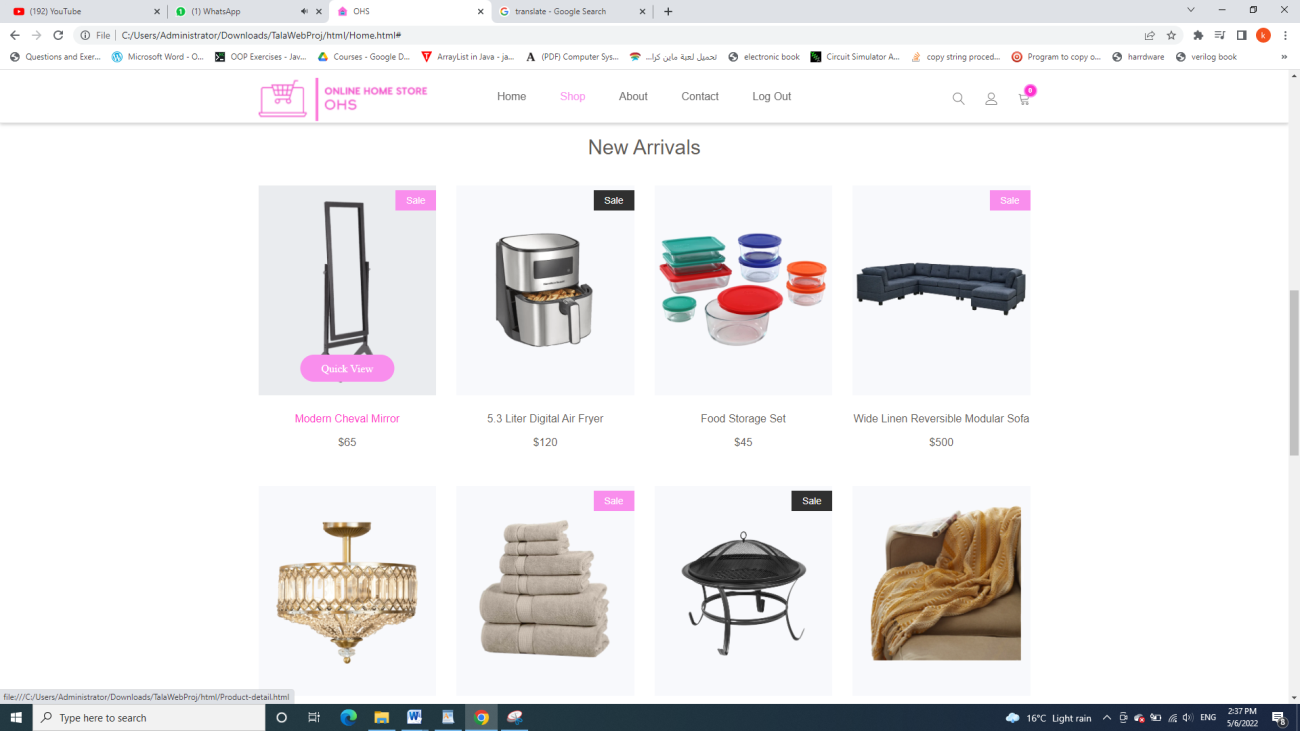 (192) YouTube
(1) WhatsApp
OHS
translate - Google Search
File
C:/Users/Administrator/Downloads/TalaWebProj/html/Home.html#
k
Questions and Exer...
Microsoft Word - O...
OOP Exercises - Jav...
Courses - Google D...
ArrayList in Java - ja...
(PDF) Computer Sys...
تحميل لعبة ماين كرا...
electronic book
Circuit Simulator A...
copy string proced...
Program to copy o...
harrdware
verilog book
»
ONLINE HOME STORE
OHS
Home
Shop
About
Contact
Log Out
0
New Arrivals
Sale
Sale
Sale
Quick View
Modern Cheval Mirror
5.3 Liter Digital Air Fryer
Food Storage Set
Wide Linen Reversible Modular Sofa
$65
$120
$45
$500
Sale
Sale
file:///C:/Users/Administrator/Downloads/TalaWebProj/html/Product-detail.html
Type here to search
16°C Light rain
ENG
2:37 PM
5/6/2022
8